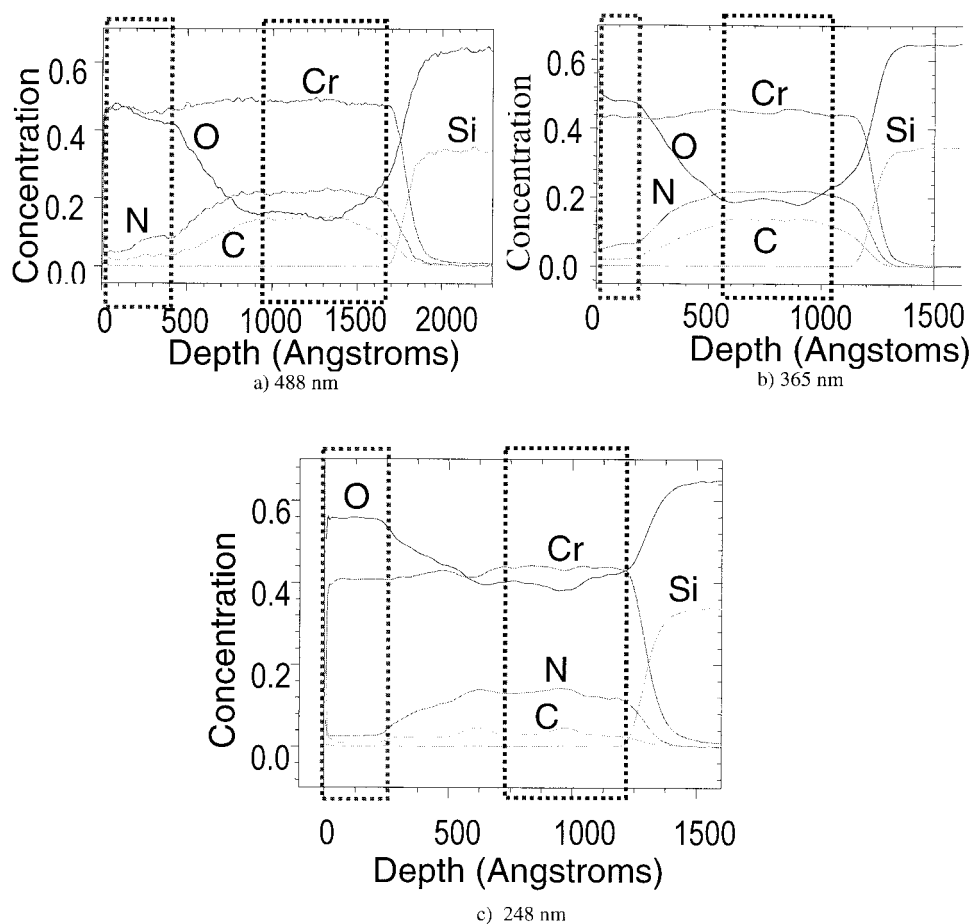 Concentration
0.6
0.4
0.2
0.0
Cr
O
Si
N
C
0 500 1000 1500 2000
Depth (Angstroms)
a) 488 nm
Concentration
0.6
0.4
0.2
0.0
Cr
O
Si
N
C
0 500 1000 1500
Depth (Angstoms)
b) 365 nm
Concentration
0.6
0.4
0.2
0.0
O
Cr
Si
N
C
0 500 1000 1500
Depth (Angstroms)
c) 248 nm